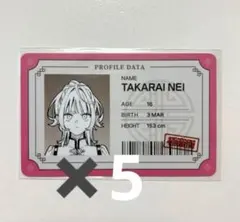 PROFILE DATA
NAME
TAKARAI NEI
AGE
16
BIRTH
3 MAR
HEIGHT
153 cm
×5